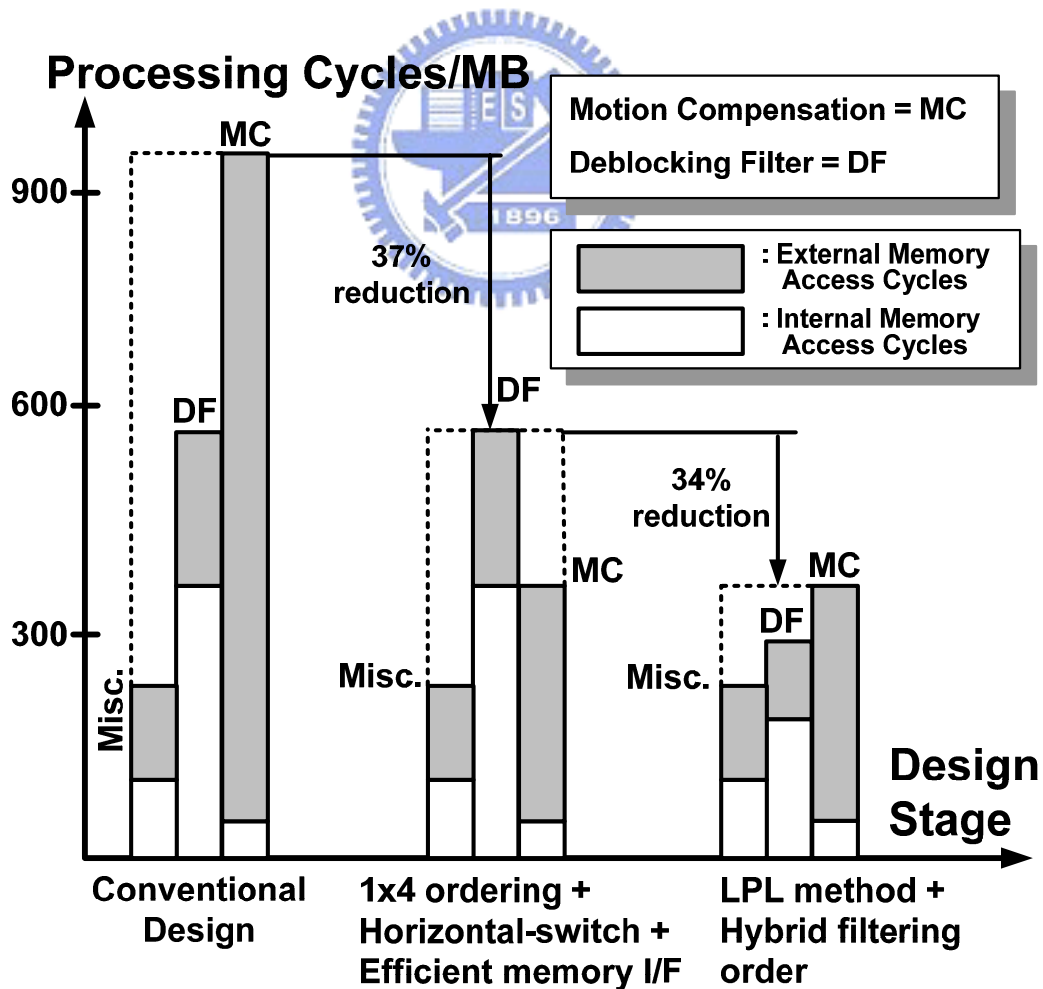 Processing Cycles/MB
ES
1896
Motion Compensation = MC
Deblocking Filter = DF
: External Memory
Access Cycles
: Internal Memory
Access Cycles
900
600
300
MC
DF
Misc.
37%
reduction
DF
MC
Misc.
34%
reduction
MC
DF
Misc.
Design
Stage
Conventional
Design
1x4 ordering +
Horizontal-switch +
Efficient memory I/F
LPL method +
Hybrid filtering
order